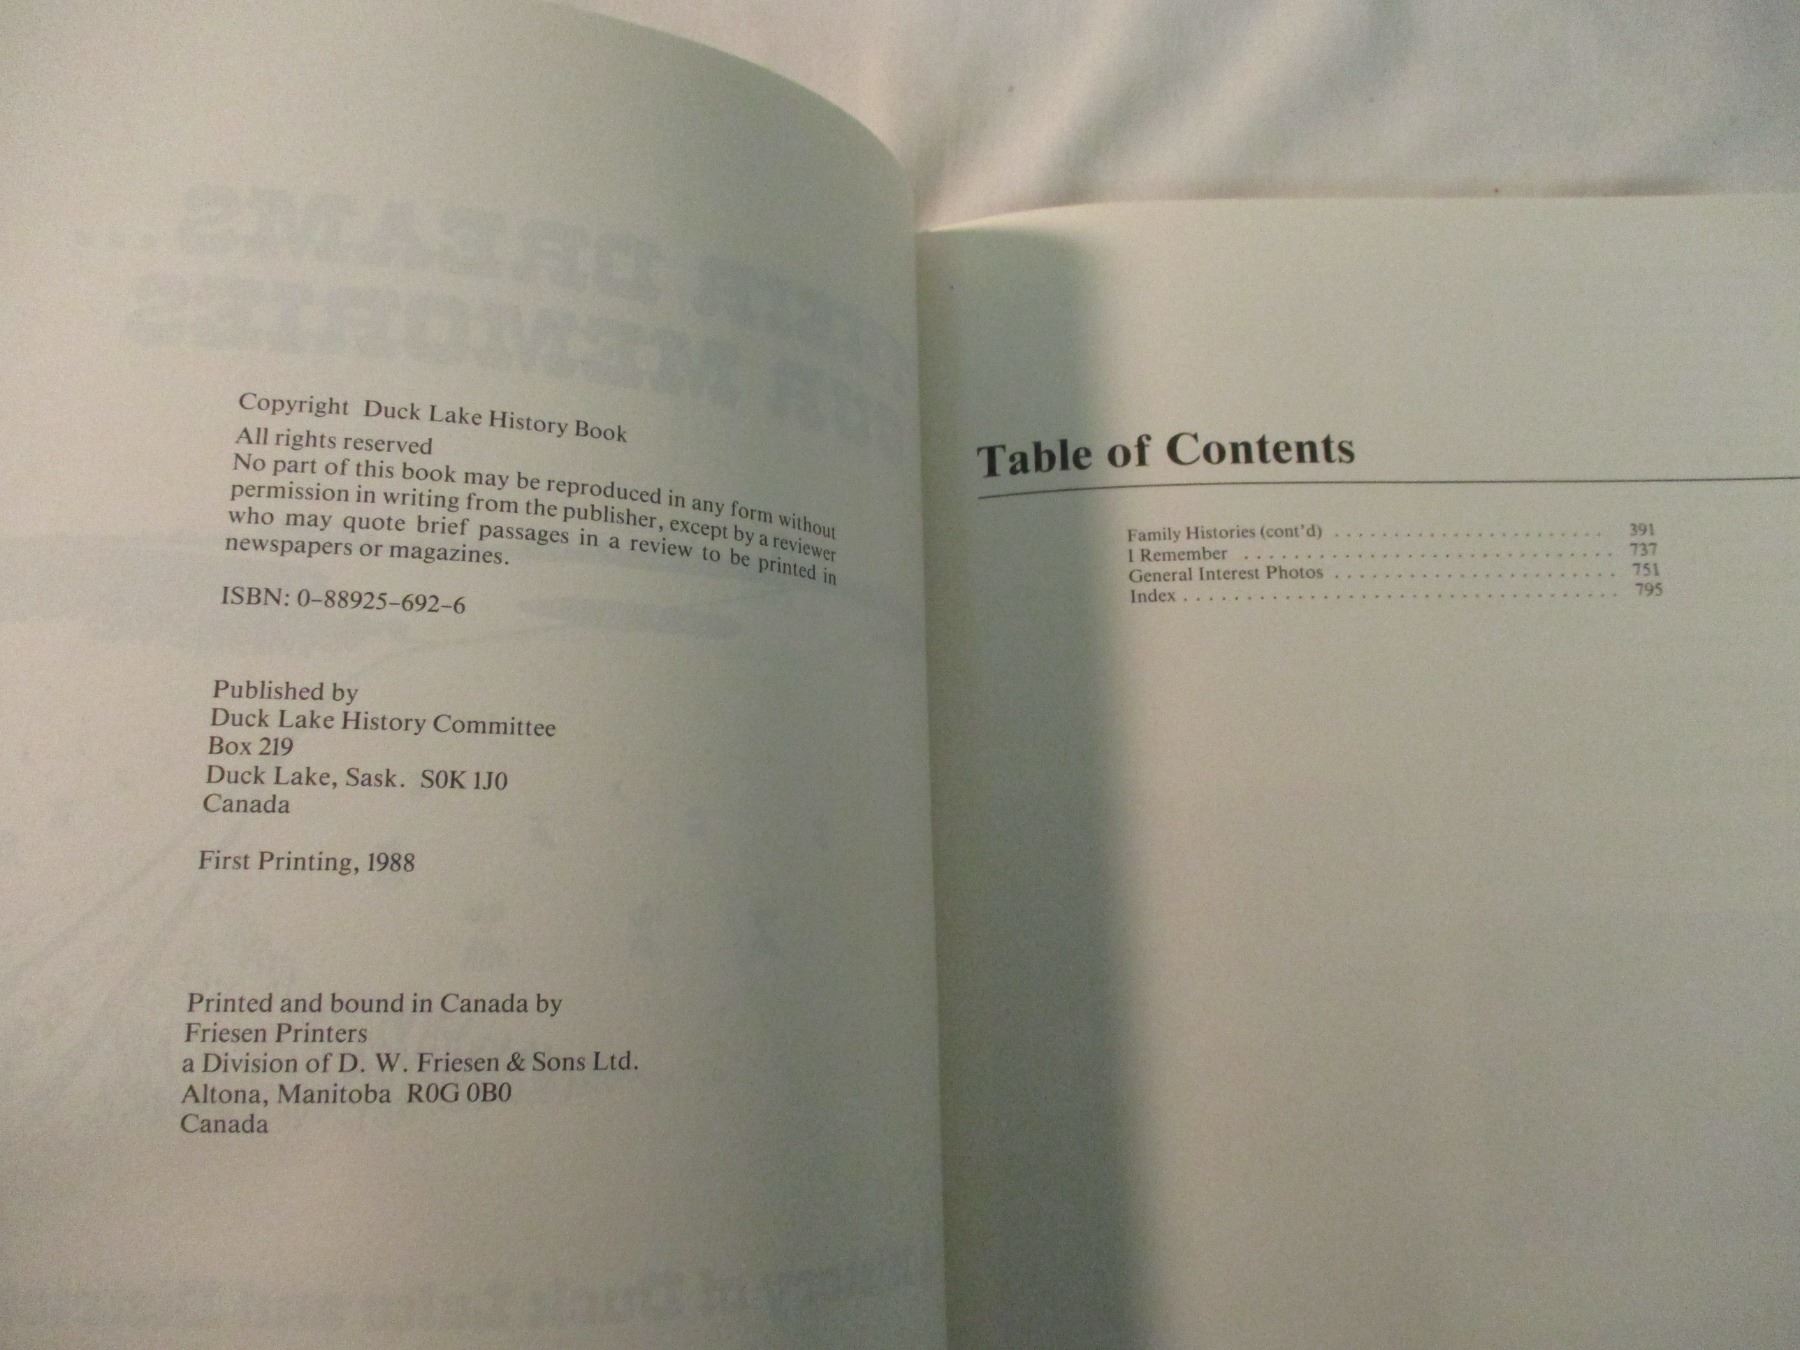 Copyright Duck Lake History Book
All rights reserved
No part of this book may be reproduced in any form without
permission in writing from the publisher, except by a reviewer
who may quote brief passages in a review to be printed in
newspapers or magazines.
ISBN: 0-88925-692-6
Published by
Duck Lake History Committee
Box 219
Duck Lake, Sask. S0K 1J0
Canada
First Printing, 1988
Printed and bound in Canada by
Friesen Printers
a Division of D. W. Friesen & Sons Ltd.
Altona, Manitoba R0G 0B0
Canada
Table of Contents
Family Histories (cont'd) . . . . . . . . . . . . . . . . . . . . . . 391
I Remember . . . . . . . . . . . . . . . . . . . . . . . . . . . . . . 737
General Interest Photos . . . . . . . . . . . . . . . . . . . . . . . 751
Index . . . . . . . . . . . . . . . . . . . . . . . . . . . . . . . . . . 795